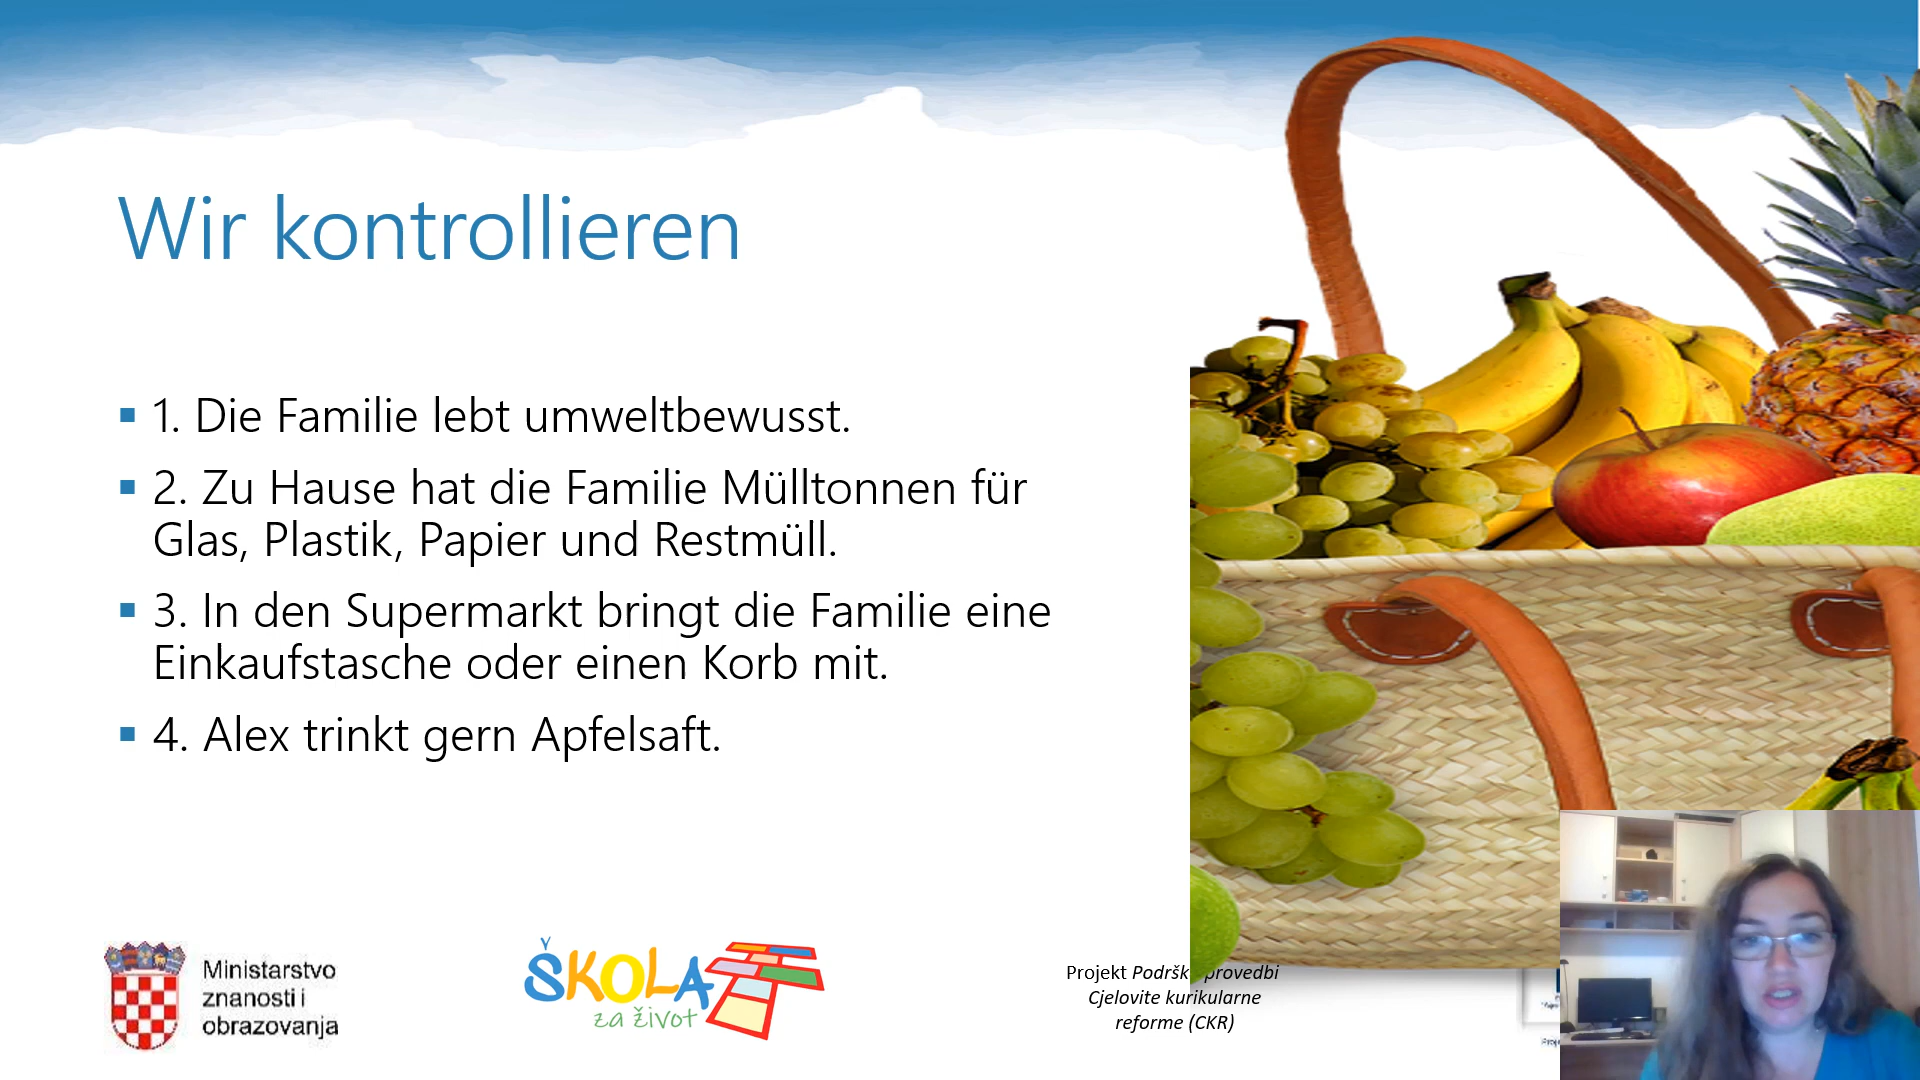 Wir kontrollieren
1. Die Familie lebt umweltbewusst.
2. Zu Hause hat die Familie Mülltonnen für
Glas, Plastik, Papier und Restmüll.
3. In den Supermarkt bringt die Familie eine
Einkaufstasche oder einen Korb mit.
4. Alex trinkt gern Apfelsaft.
Ministarstvo
znanosti i
obrazovanja
ŠKOLA
za život
Projekt provedbi
Cjelovite kurikularne
reforme (CKR)